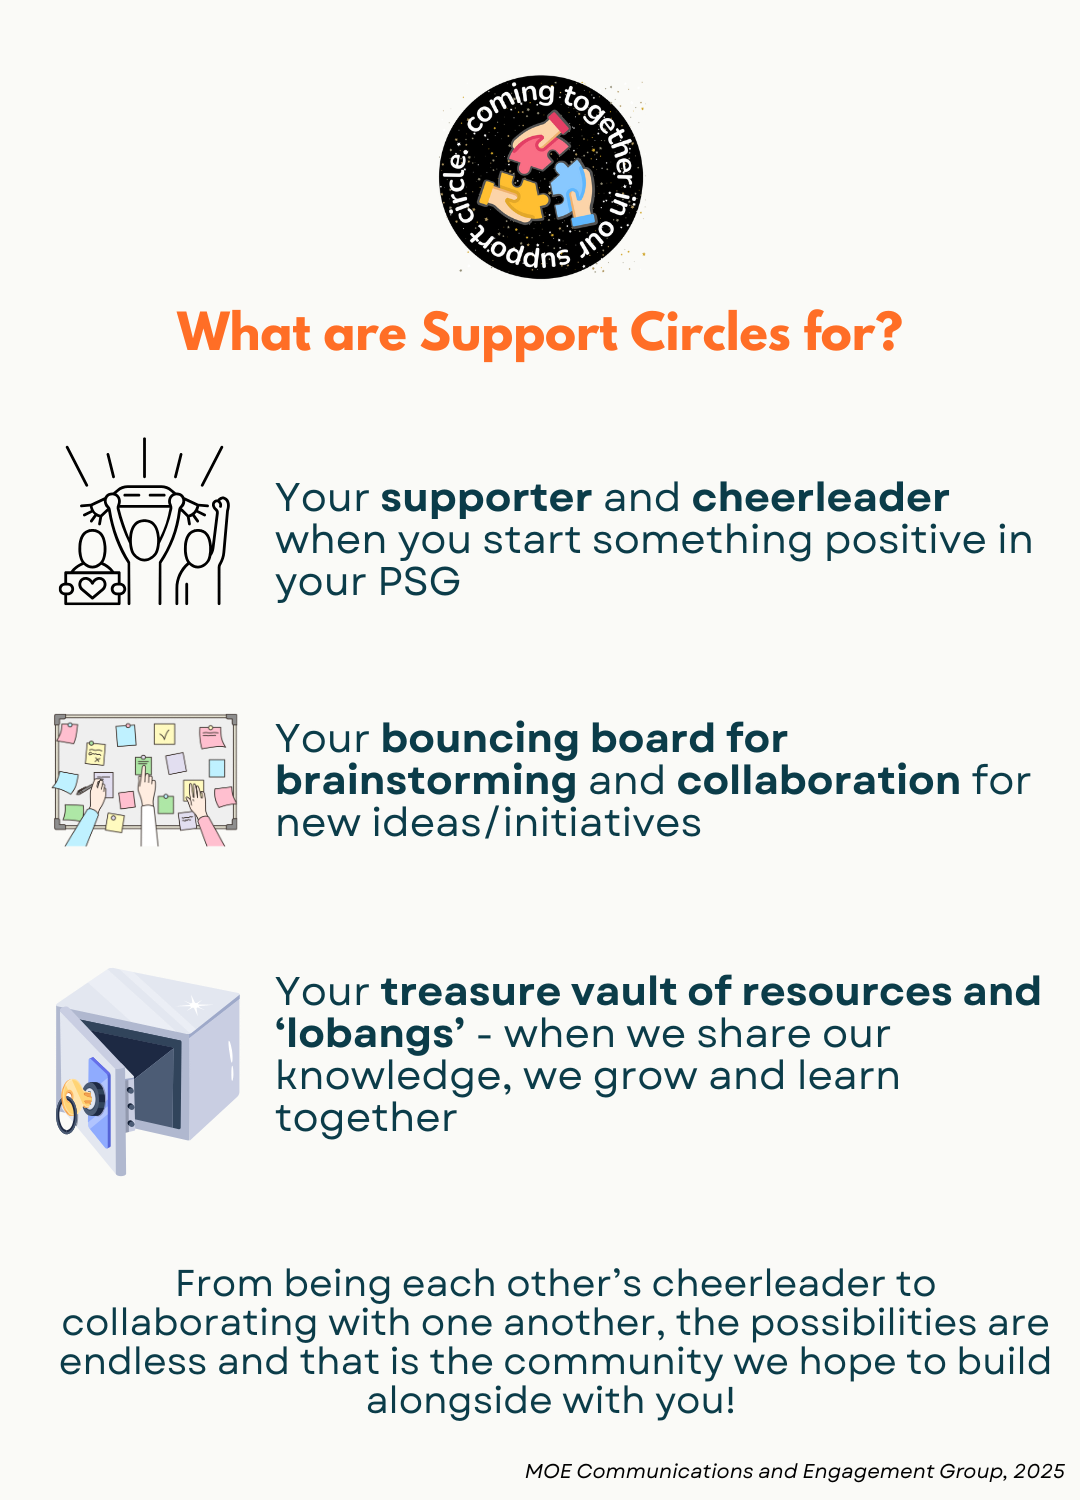 coming together in our support circle.
What are Support Circles for?
Your supporter and cheerleader
when you start something positive in
your PSG
Your bouncing board for
brainstorming and collaboration for
new ideas/initiatives
Your treasure vault of resources and
‘lobangs’ - when we share our
knowledge, we grow and learn
together
From being each other’s cheerleader to
collaborating with one another, the possibilities are
endless and that is the community we hope to build
alongside with you!
MOE Communications and Engagement Group, 2025